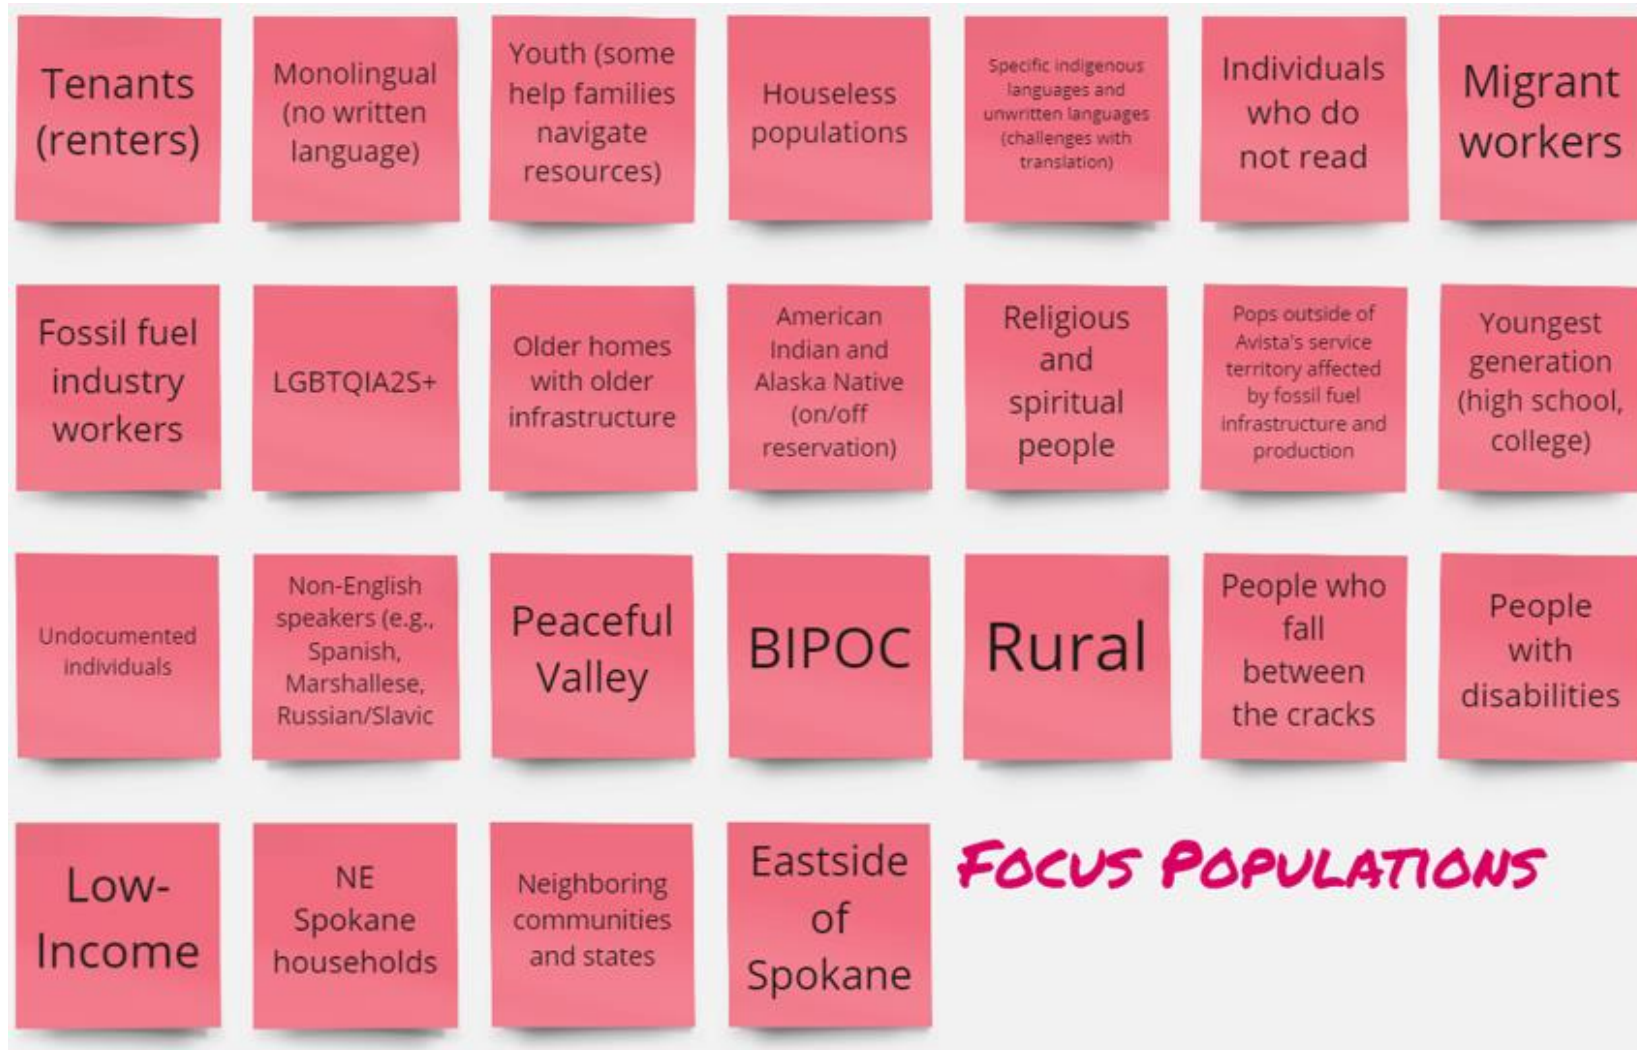 Tenants
(renters)
Monolingual
(no written
language)
Youth (some
help families
navigate
resources)
Houseless
populations
Specific indigenous
languages and
unwritten languages
(challenges with
translation)
Individuals
who do
not read
Migrant
workers
Fossil fuel
industry
workers
LGBTQIA2S+
Older homes
with older
infrastructure
American
Indian and
Alaska Native
(on/off
reservation)
Religious
and
spiritual
people
Pops outside of
Avista's service
territory affected
by fossil fuel
infrastructure and
production
Youngest
generation
(high school,
college)
Undocumented
individuals
Non-English
speakers (e.g.,
Spanish,
Marshallese,
Russian/Slavic
Peaceful
Valley
BIPOC
Rural
People who
fall
between
the cracks
People
with
disabilities
Low-
Income
NE
Spokane
households
Neighboring
communities
and states
Eastside
of
Spokane
FOCUS POPULATIONS